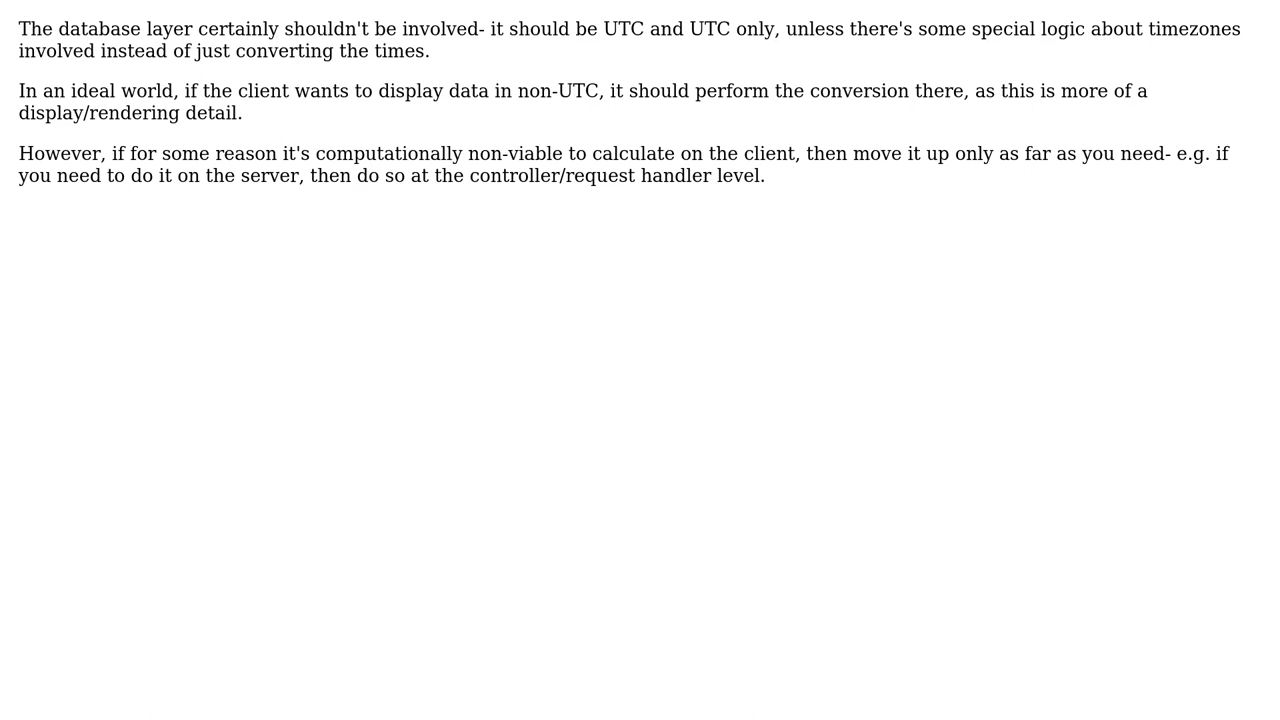 The database layer certainly shouldn't be involved- it should be UTC and UTC only, unless there's some special logic about timezones
involved instead of just converting the times.
In an ideal world, if the client wants to display data in non-UTC, it should perform the conversion there, as this is more of a
display/rendering detail.
However, if for some reason it's computationally non-viable to calculate on the client, then move it up only as far as you need- e.g. if
you need to do it on the server, then do so at the controller/request handler level.